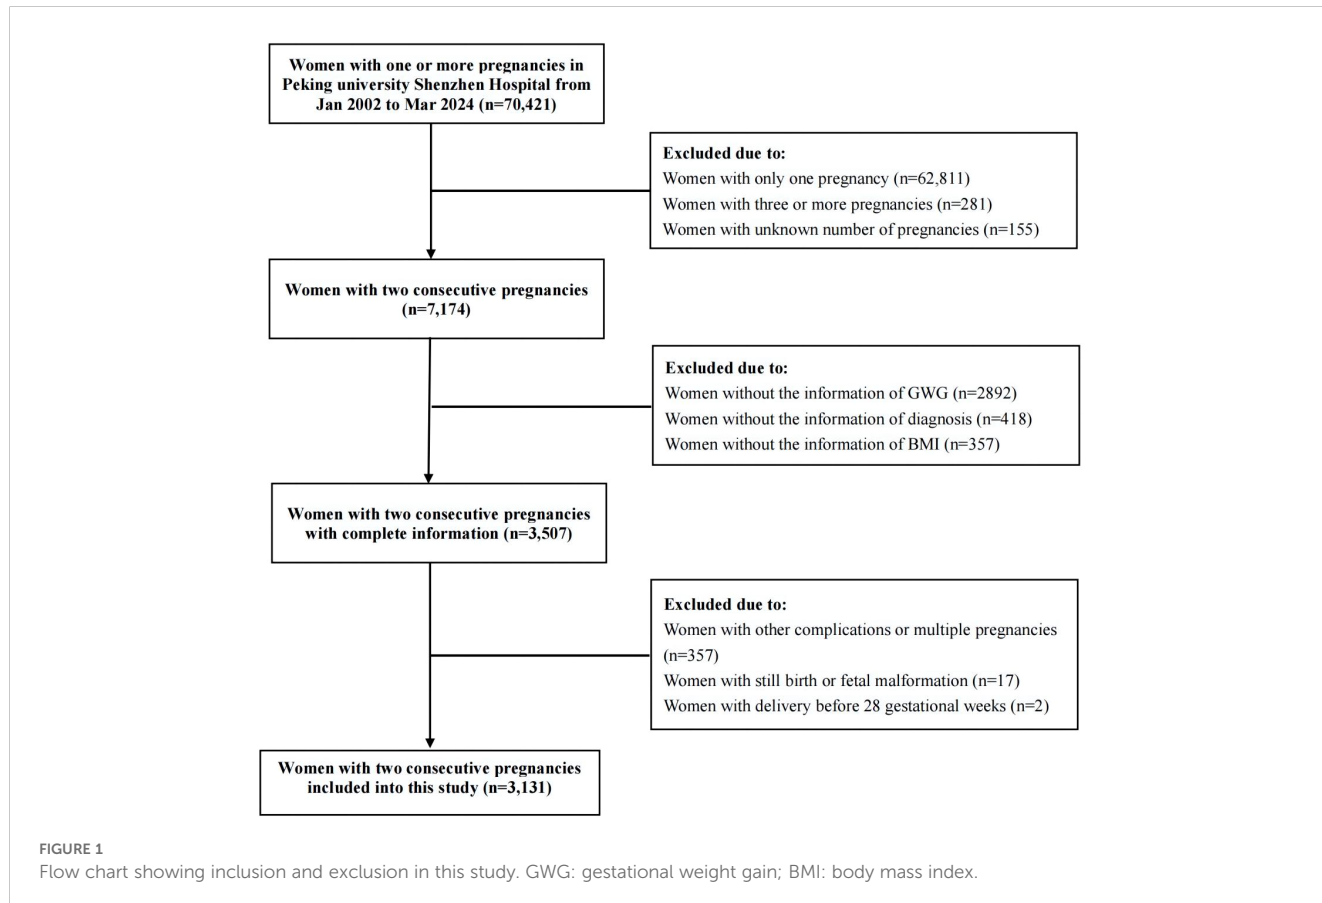 Women with one or more pregnancies in
Peking university Shenzhen Hospital from
Jan 2002 to Mar 2024 (n=70,421)
Excluded due to:
Women with only one pregnancy (n=62,811)
Women with three or more pregnancies (n=281)
Women with unknown number of pregnancies (n=155)
Women with two consecutive pregnancies
(n=7,174)
Excluded due to:
Women without the information of GWG (n=2892)
Women without the information of diagnosis (n=418)
Women without the information of BMI (n=357)
Women with two consecutive pregnancies
with complete information (n=3,507)
Excluded due to:
Women with other complications or multiple pregnancies
(n=357)
Women with still birth or fetal malformation (n=17)
Women with delivery before 28 gestational weeks (n=2)
Women with two consecutive pregnancies
included into this study (n=3,131)
FIGURE 1
Flow chart showing inclusion and exclusion in this study. GWG: gestational weight gain; BMI: body mass index.